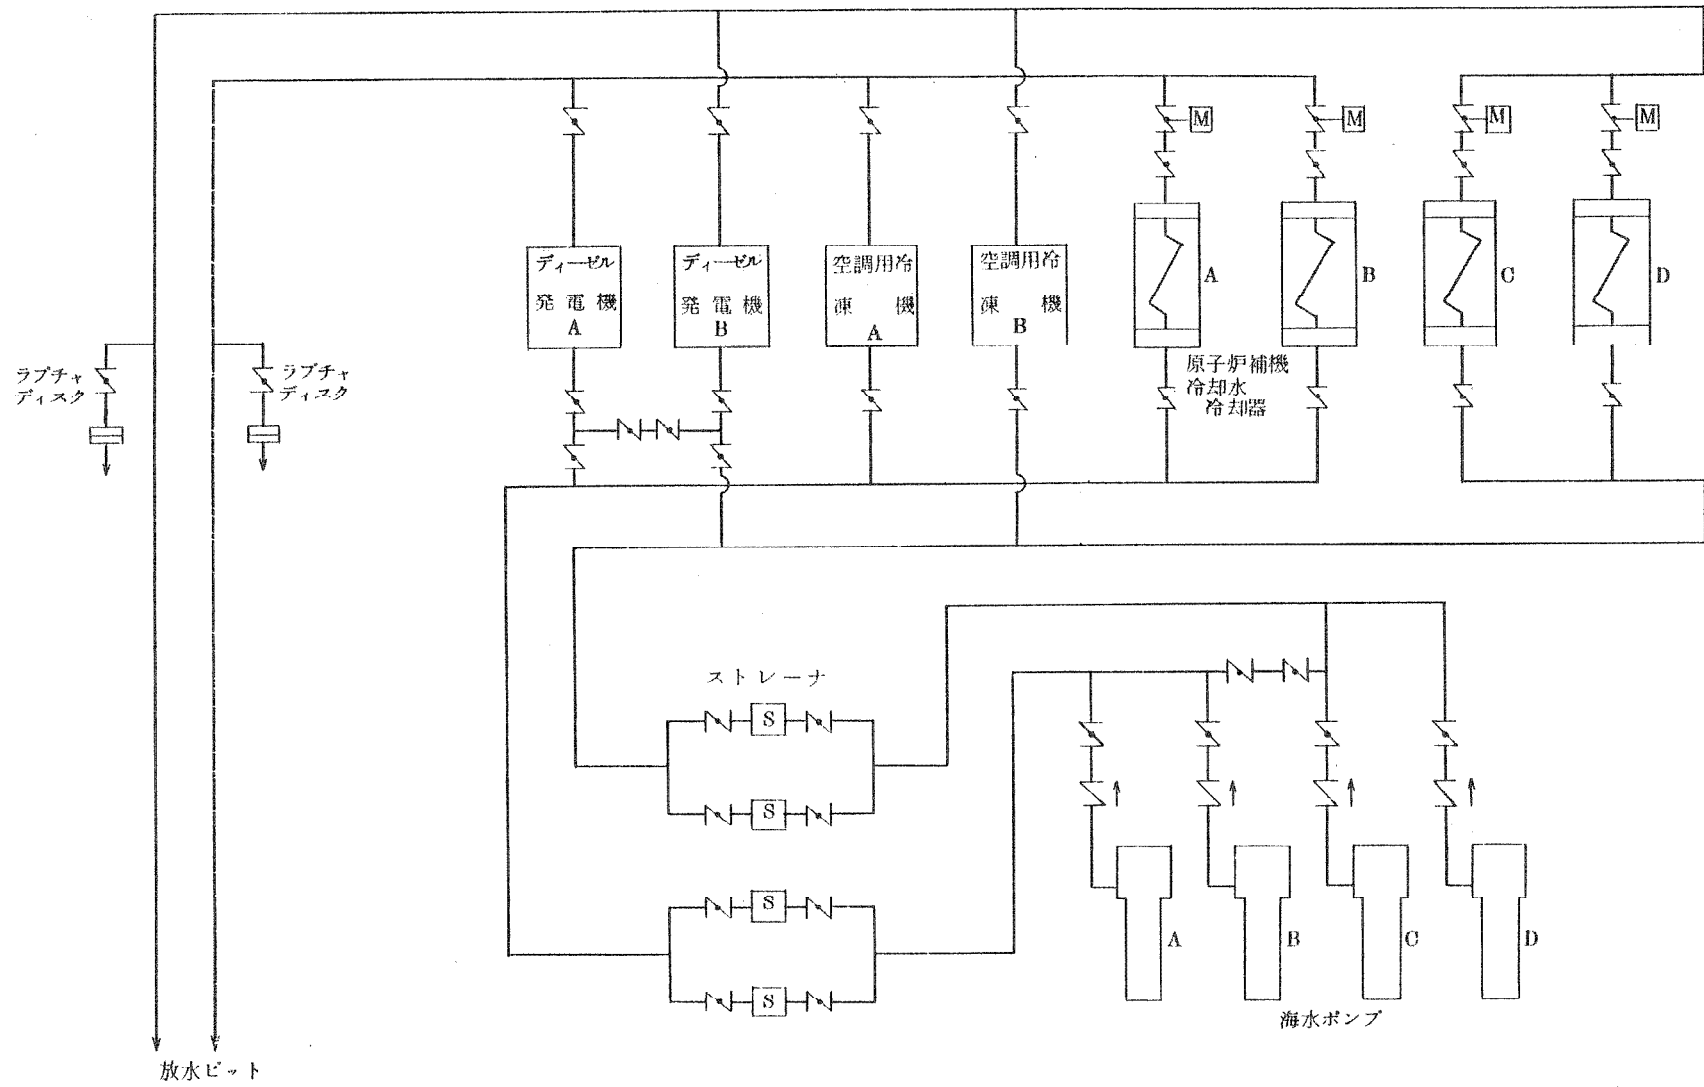 M
M
M
M
ディーゼル
発電機
A
ディーゼル
発電機
B
空調用冷
凍機
A
空調用冷
凍機
B
A
B
C
D
ラプチャ
ディスク
ラプチャ
ディスク
原子炉補機
冷却水
冷却器
ストレーナ
S
S
S
S
A
B
C
D
海水ポンプ
放水ピット